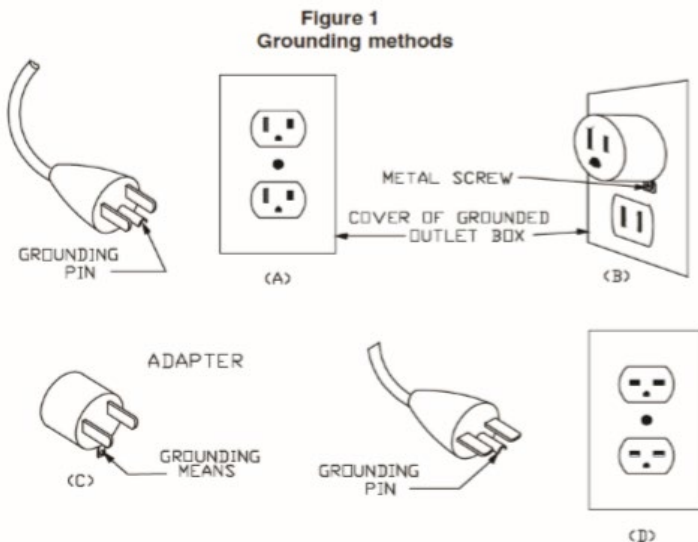 Figure 1
Grounding methods
METAL SCREW
COVER OF GROUNDED
OUTLET BOX
GROUNDING
PIN
(A)
(B)
ADAPTER
GROUNDING
MEANS
(C)
GROUNDING
PIN
(D)